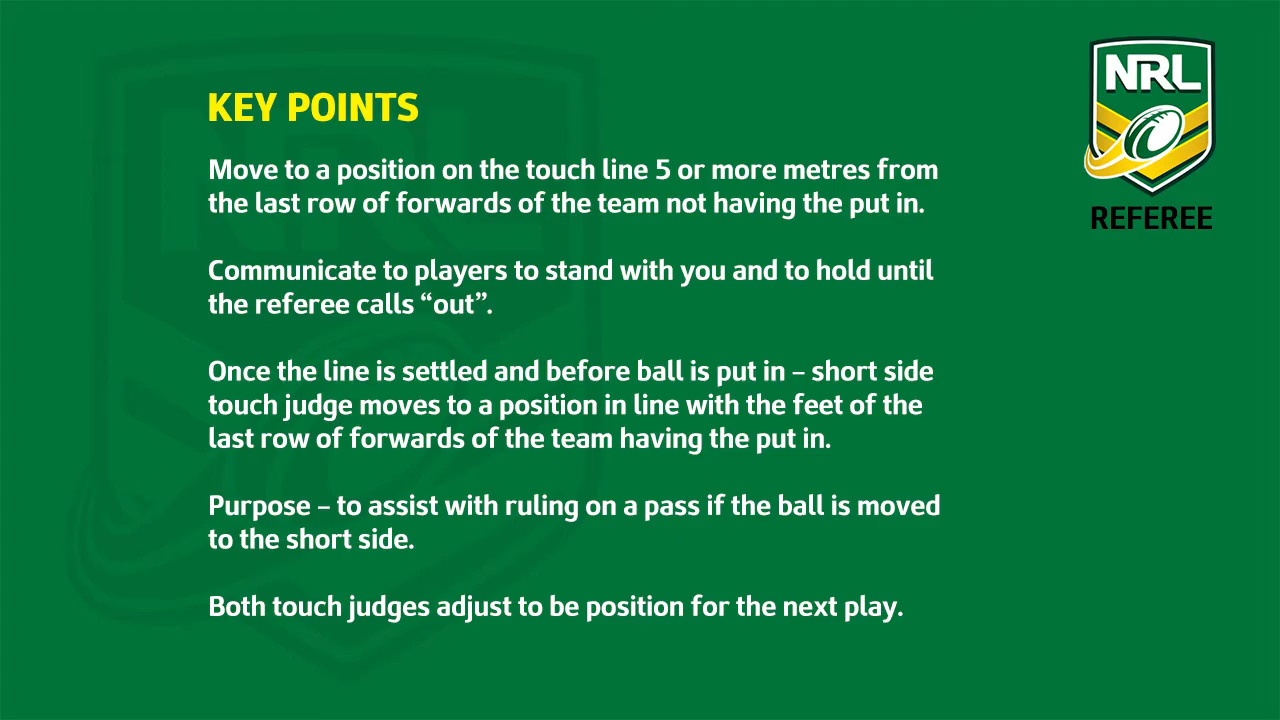 KEY POINTS
NRL
REFEREE
Move to a position on the touch line 5 or more metres from
the last row of forwards of the team not having the put in.
Communicate to players to stand with you and to hold until
the referee calls “out”.
Once the line is settled and before ball is put in – short side
touch judge moves to a position in line with the feet of the
last row of forwards of the team having the put in.
Purpose – to assist with ruling on a pass if the ball is moved
to the short side.
Both touch judges adjust to be position for the next play.